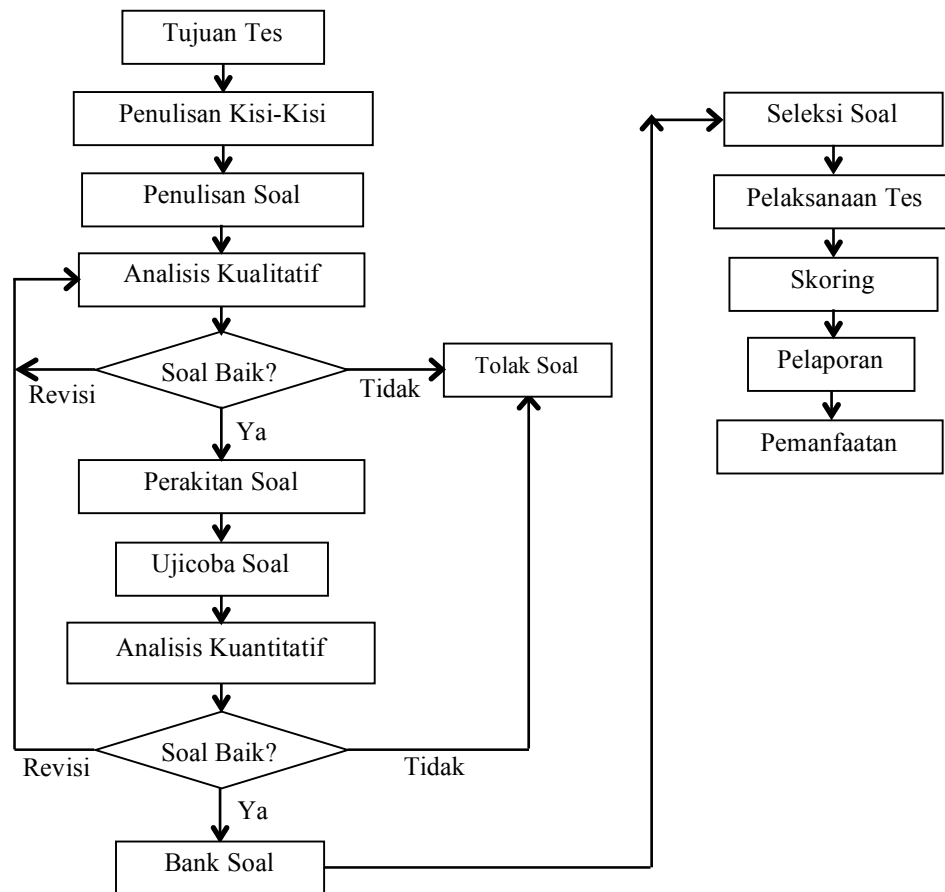 Tujuan Tes
Penulisan Kisi-Kisi
Penulisan Soal
Analisis Kualitatif
Soal Baik?
Revisi
Tidak
Tolak Soal
Ya
Perakitan Soal
Ujicoba Soal
Analisis Kuantitatif
Soal Baik?
Revisi
Tidak
Ya
Bank Soal
Seleksi Soal
Pelaksanaan Tes
Skoring
Pelaporan
Pemanfaatan